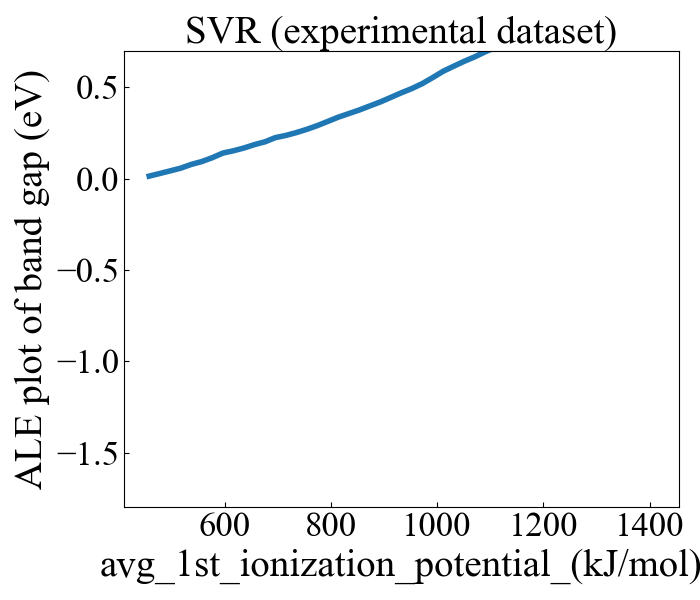 SVR (experimental dataset)
ALE plot of band gap (eV)
0.5
0.0
−0.5
−1.0
−1.5
600 800 1000 1200 1400
avg_1st_ionization_potential_(kJ/mol)